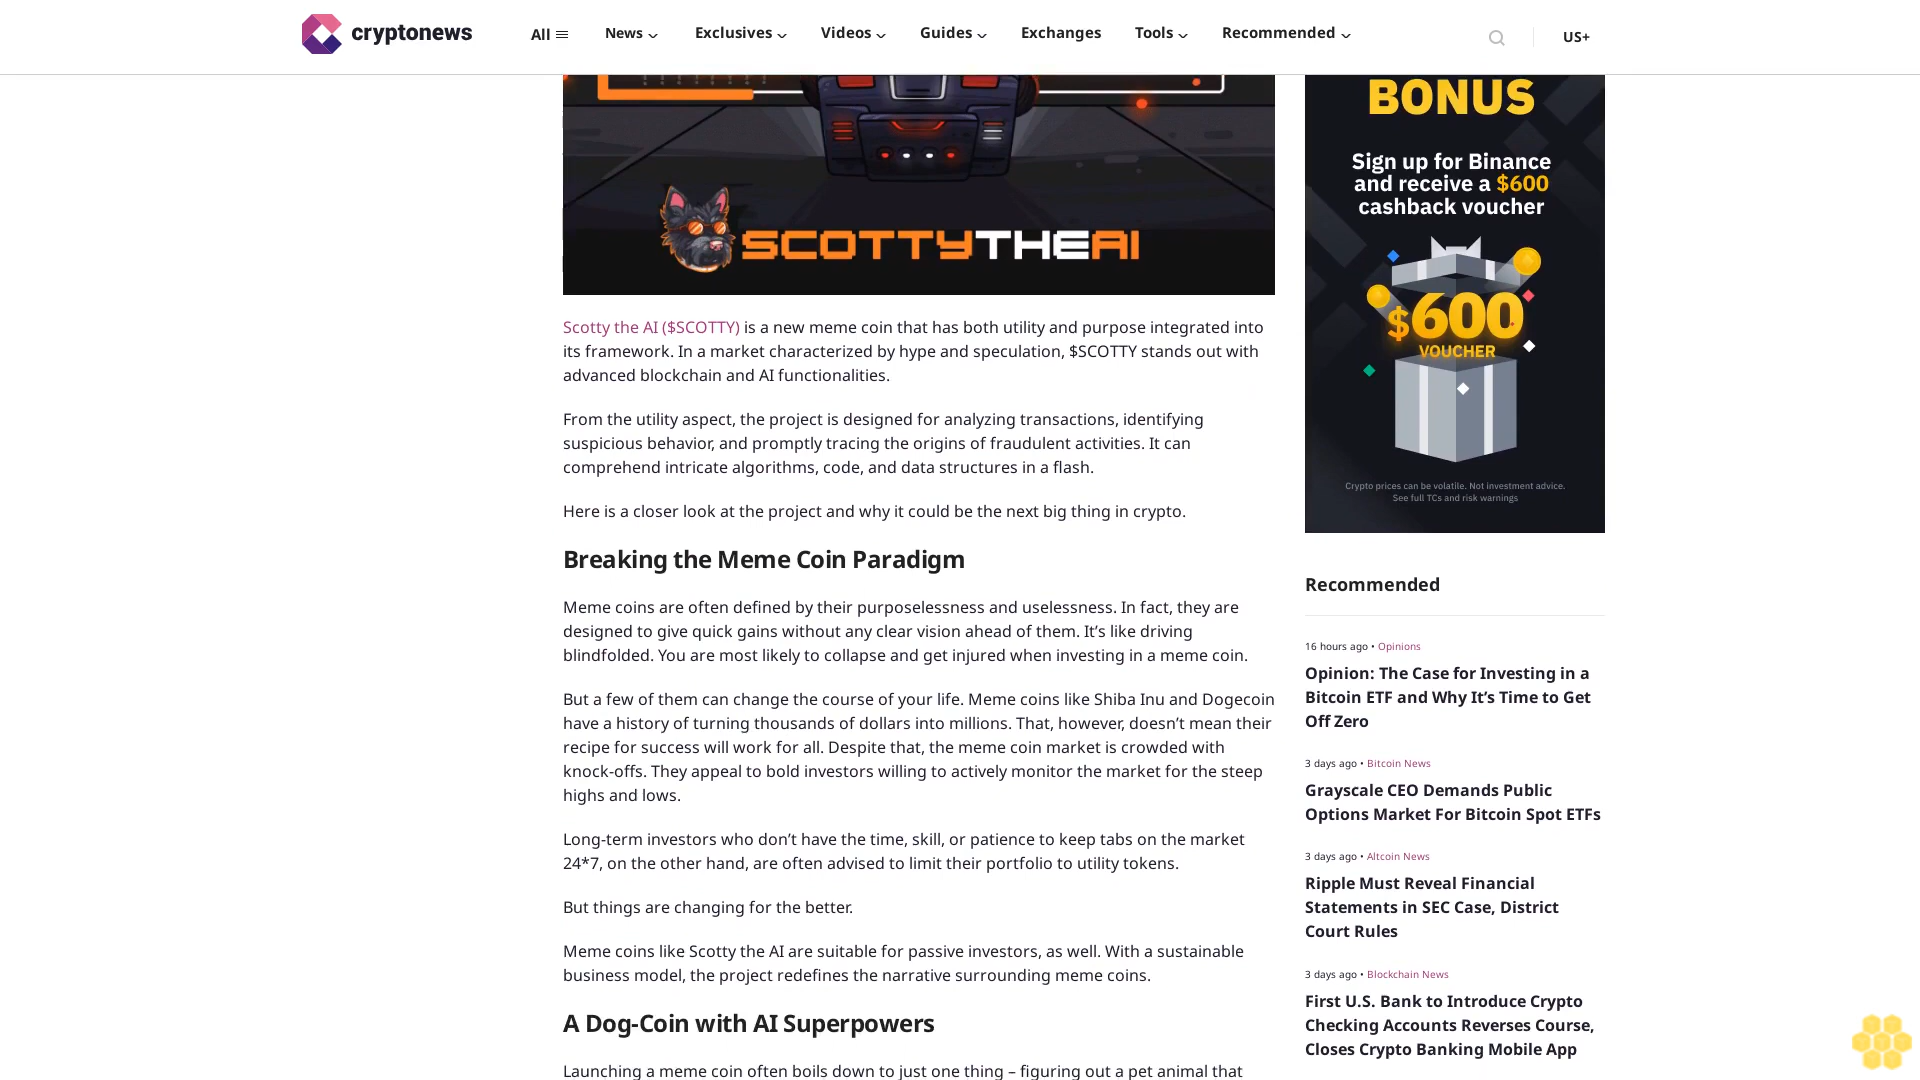 cryptonews
All
News
Exclusives
Videos
Guides
Exchanges
Tools
Recommended
US+
SCOTTYTHEAI
Scotty the AI ($SCOTTY) is a new meme coin that has both utility and purpose integrated into
its framework. In a market characterized by hype and speculation, $SCOTTY stands out with
advanced blockchain and AI functionalities.
From the utility aspect, the project is designed for analyzing transactions, identifying
suspicious behavior, and promptly tracing the origins of fraudulent activities. It can
comprehend intricate algorithms, code, and data structures in a flash.
Here is a closer look at the project and why it could be the next big thing in crypto.
Breaking the Meme Coin Paradigm
Meme coins are often defined by their purposelessness and uselessness. In fact, they are
designed to give quick gains without any clear vision ahead of them. It’s like driving
blindfolded. You are most likely to collapse and get injured when investing in a meme coin.
But a few of them can change the course of your life. Meme coins like Shiba Inu and Dogecoin
have a history of turning thousands of dollars into millions. That, however, doesn’t mean their
recipe for success will work for all. Despite that, the meme coin market is crowded with
knock-offs. They appeal to bold investors willing to actively monitor the market for the steep
highs and lows.
Long-term investors who don’t have the time, skill, or patience to keep tabs on the market
24*7, on the other hand, are often advised to limit their portfolio to utility tokens.
But things are changing for the better.
Meme coins like Scotty the AI are suitable for passive investors, as well. With a sustainable
business model, the project redefines the narrative surrounding meme coins.
A Dog-Coin with AI Superpowers
Launching a meme coin often boils down to just one thing – figuring out a pet animal that
BONUS
Sign up for Binance
and receive a $600
cashback voucher
$600
VOUCHER
Crypto prices can be volatile. Not investment advice.
See full TCs and risk warnings
Recommended
16 hours ago • Opinions
Opinion: The Case for Investing in a
Bitcoin ETF and Why It’s Time to Get
Off Zero
3 days ago • Bitcoin News
Grayscale CEO Demands Public
Options Market For Bitcoin Spot ETFs
3 days ago • Altcoin News
Ripple Must Reveal Financial
Statements in SEC Case, District
Court Rules
3 days ago • Blockchain News
First U.S. Bank to Introduce Crypto
Checking Accounts Reverses Course,
Closes Crypto Banking Mobile App